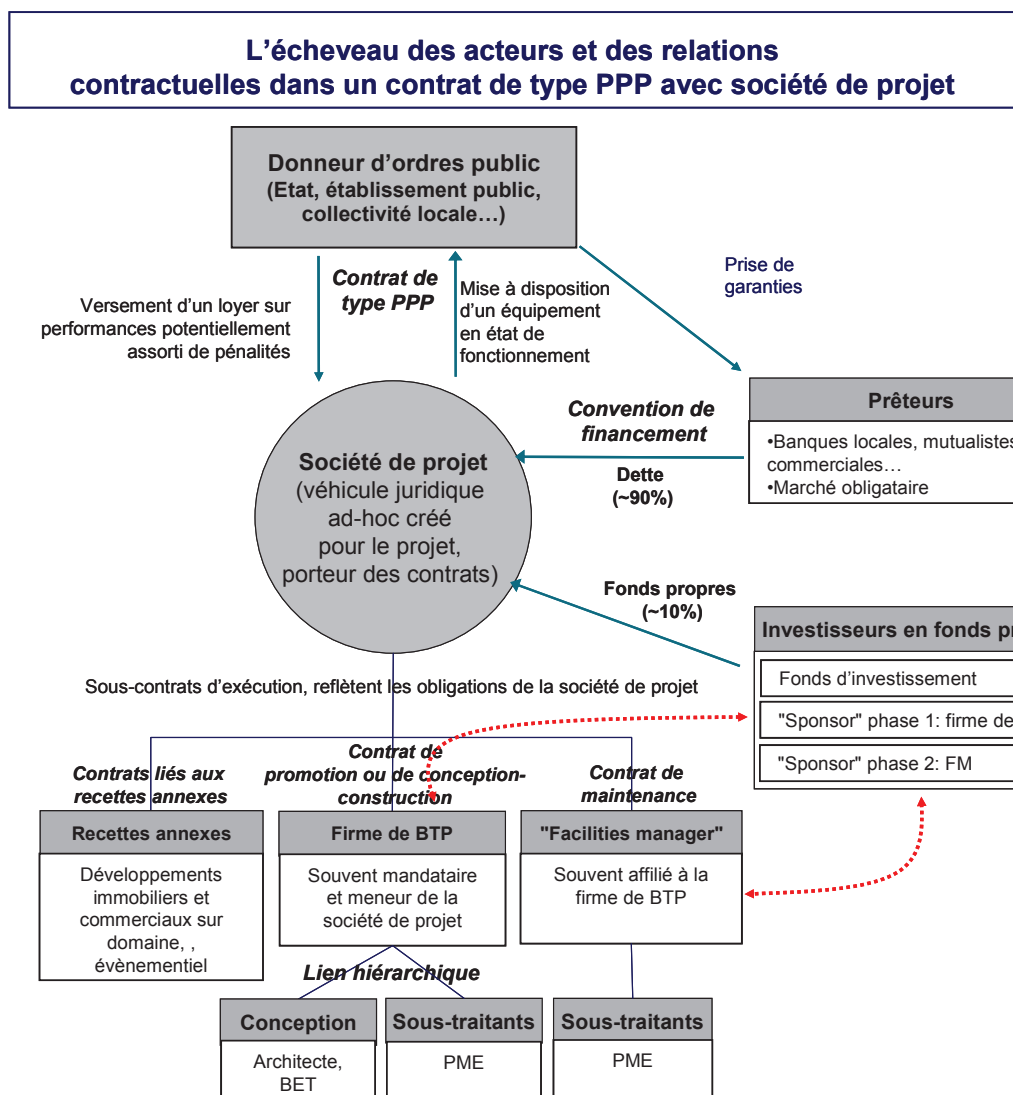 L'écheveau des acteurs et des relations
contractuelles dans un contrat de type PPP avec société de projet
Donneur d'ordres public
(Etat, établissement public,
collectivité locale…)
Versement d'un loyer sur
performances potentiellement
assorti de pénalités
Contrat de
type PPP
Mise à disposition
d'un équipement
en état de
fonctionnement
Prise de
garanties
Société de projet
(véhicule juridique
ad-hoc créé
pour le projet,
porteur des contrats)
Convention de
financement
Dette
(~90%)
Prêteurs
•Banques locales, mutualistes
commerciales…
•Marché obligataire
Fonds propres
(~10%)
Investisseurs en fonds pr
Fonds d'investissement
"Sponsor" phase 1: firme de
"Sponsor" phase 2: FM
Sous-contrats d'exécution, reflètent les obligations de la société de projet
Contrats liés aux
recettes annexes
Contrat de
promotion ou de conception-
construction
Contrat de
maintenance
Recettes annexes
Développements
immobiliers et
commerciaux sur
domaine, ,
évènementiel
Firme de BTP
Souvent mandataire
et meneur de la
société de projet
"Facilities manager"
Souvent affilié à la
firme de BTP
Lien hiérarchique
Conception
Architecte,
BET
Sous-traitants
PME
Sous-traitants
PME